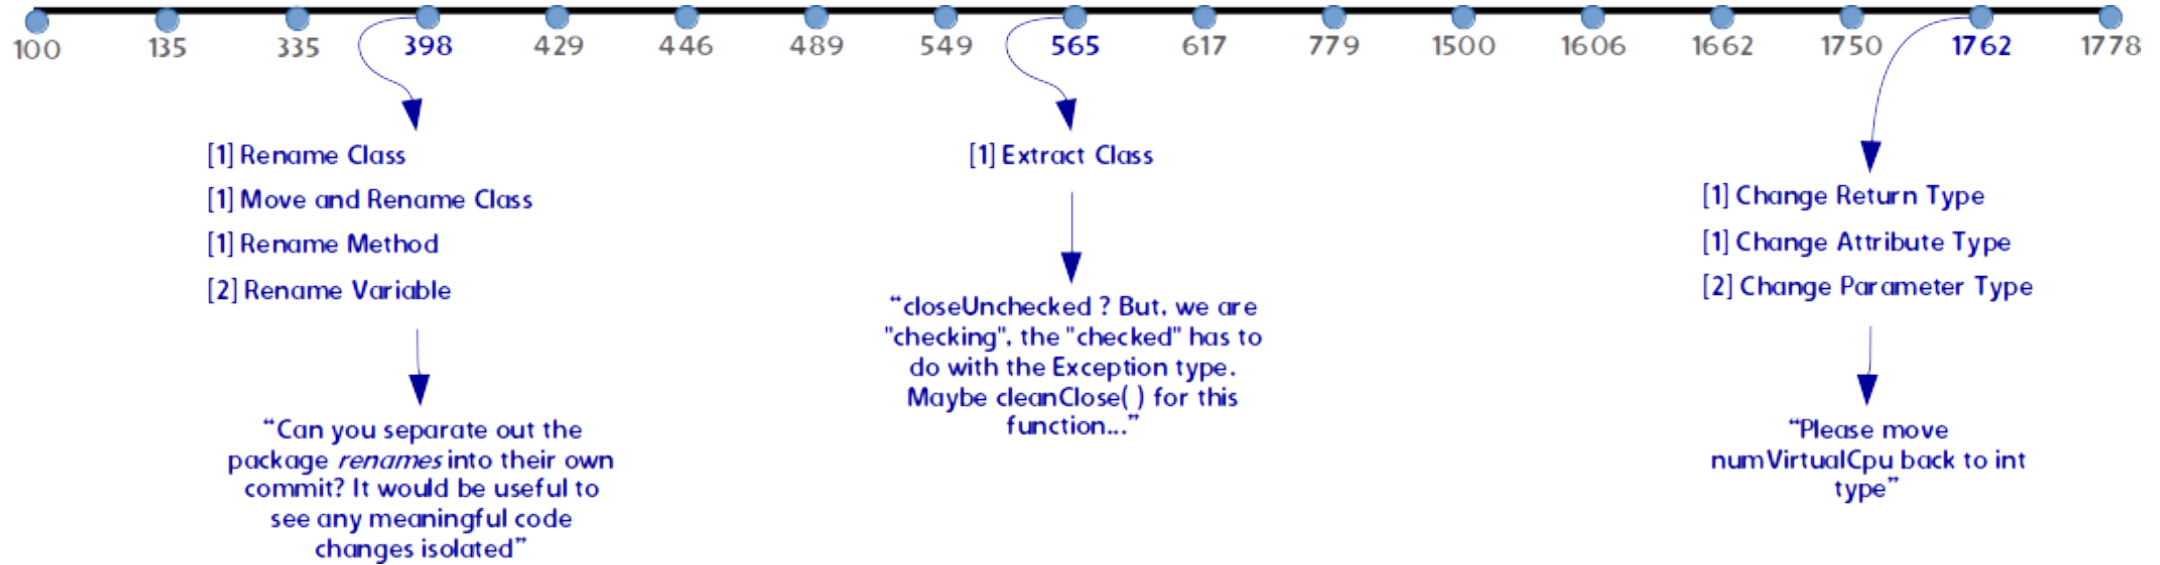 100 135 335 398 429 446 489 549 565 617 779 1500 1606 1662 1750 1762 1778
[1] Rename Class
[1] Move and Rename Class
[1] Rename Method
[2] Rename Variable
“Can you separate out the
package renames into their own
commit? It would be useful to
see any meaningful code
changes isolated”
[1] Extract Class
“closeUnchecked ? But, we are
"checking", the "checked" has to
do with the Exception type.
Maybe cleanClose( ) for this
function...”
[1] Change Return Type
[1] Change Attribute Type
[2] Change Parameter Type
“Please move
numVirtualCpu back to int
type”